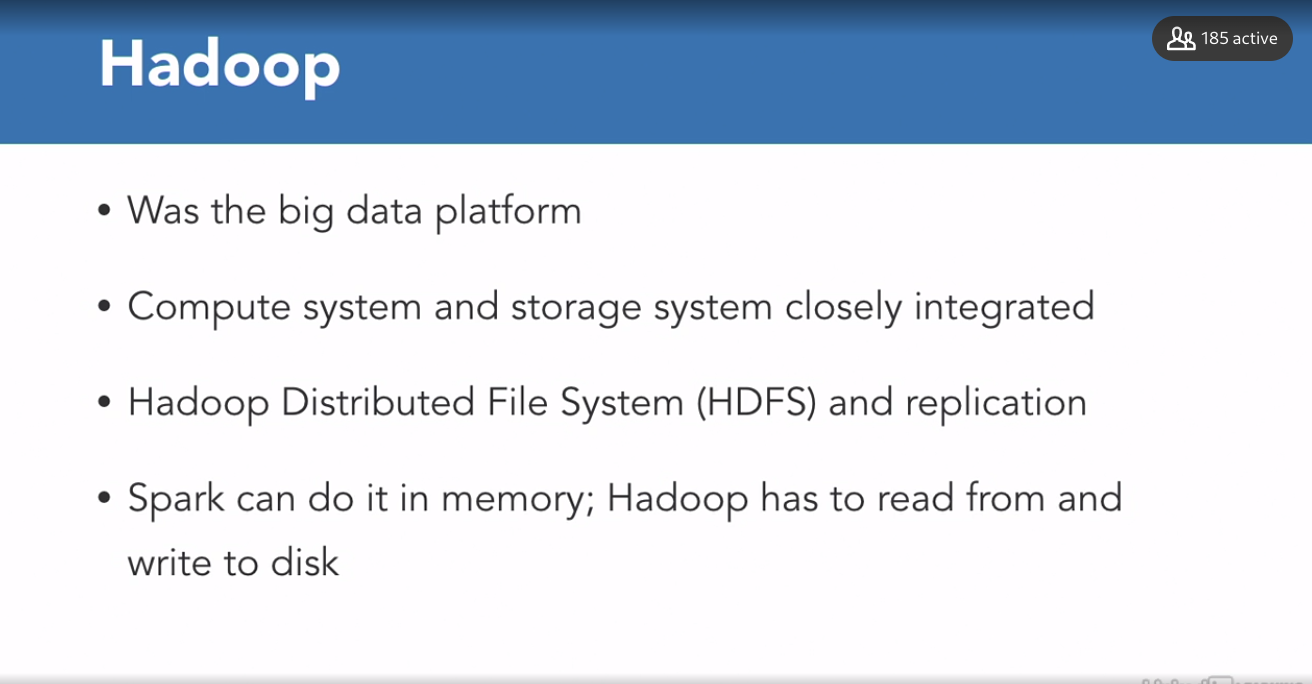 Hadoop
185 active
• Was the big data platform
• Compute system and storage system closely integrated
• Hadoop Distributed File System (HDFS) and replication
• Spark can do it in memory; Hadoop has to read from and
write to disk